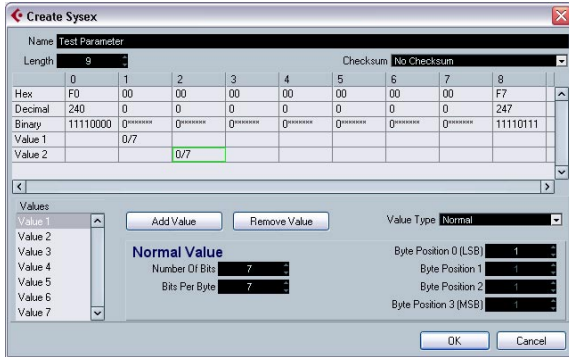 Create Sysex
Name Test Parameter
Length 9 Checksum No Checksum
0 1 2 3 4 5 6 7 8
Hex F0 00 00 00 00 00 00 00 F7
Decimal 240 0 0 0 0 0 0 0 247
Binary 11110000 0******* 0******* 0******* 0******* 0******* 0******* 0******* 11110111
Value 1 0/7
Value 2 0/7
Values
Value 1
Value 2
Value 3
Value 4
Value 5
Value 6
Value 7
Add Value Remove Value Value Type Normal
Normal Value
Number Of Bits 7
Bits Per Byte 7
Byte Position 0 (LSB) 1
Byte Position 1 1
Byte Position 2 1
Byte Position 3 (MSB) 1
OK Cancel